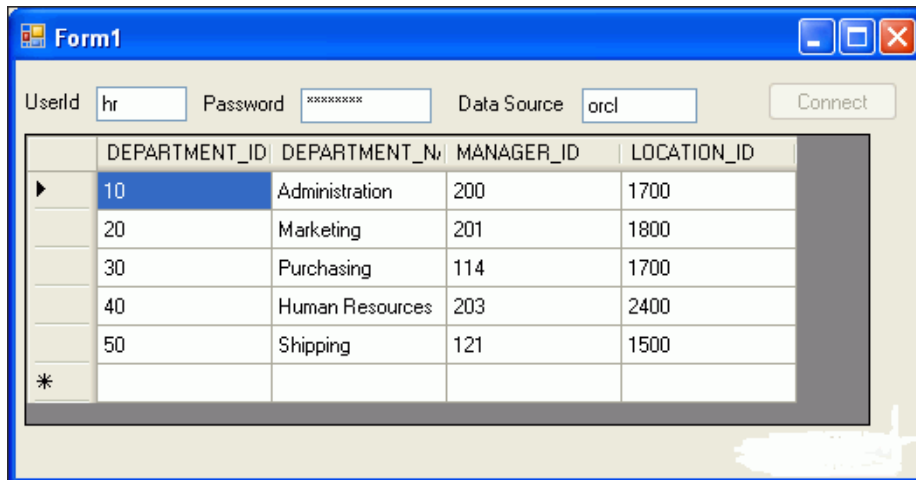 Form1
UserId hr Password ******** Data Source orcl Connect
DEPARTMENT_ID DEPARTMENT_N MANAGER_ID LOCATION_ID
10 Administration 200 1700
20 Marketing 201 1800
30 Purchasing 114 1700
40 Human Resources 203 2400
50 Shipping 121 1500